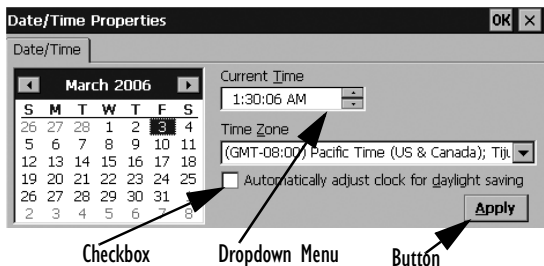 Date/Time Properties OK ×
Date/Time
March 2006
S M T W T F S
26 27 28 1 2 3 4
5 6 7 8 9 10 11
12 13 14 15 16 17 18
19 20 21 22 23 24 25
26 27 28 29 30 31 1
2 3 4 5 6 7 8
Current Time
1:30:06 AM
Time Zone
(GMT-08:00) Pacific Time (US & Canada);
Automatically adjust clock for daylight saving
Apply
Checkbox Dropdown Menu Button